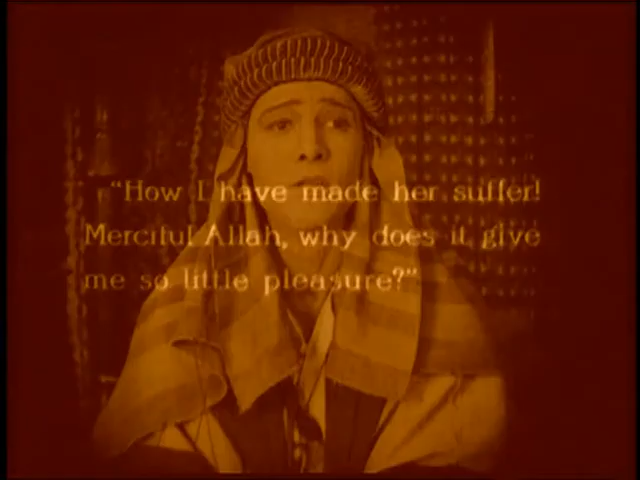 "How I have made her suffer!
Merciful Allah, why does it give
me so little pleasure?"